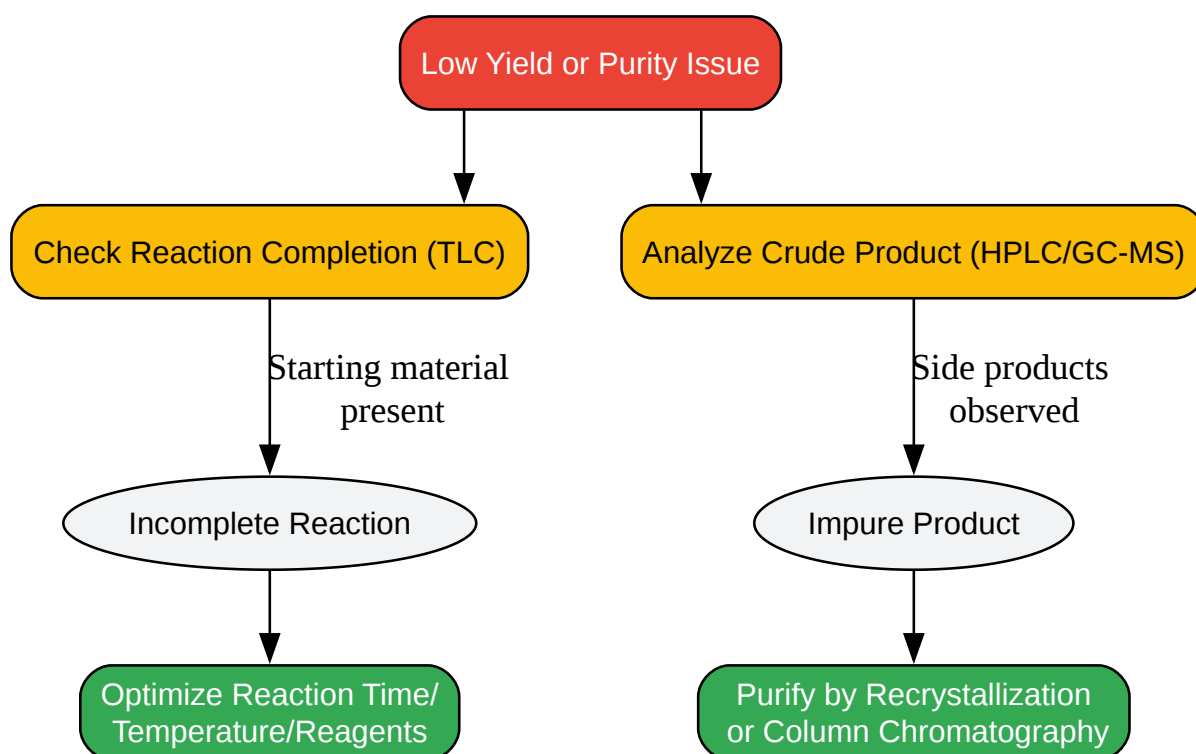 Low Yield or Purity Issue
Check Reaction Completion (TLC)
Analyze Crude Product (HPLC/GC-MS)
Starting material
present
Side products
observed
Incomplete Reaction
Impure Product
Optimize Reaction Time/
Temperature/Reagents
Purify by Recrystallization
or Column Chromatography